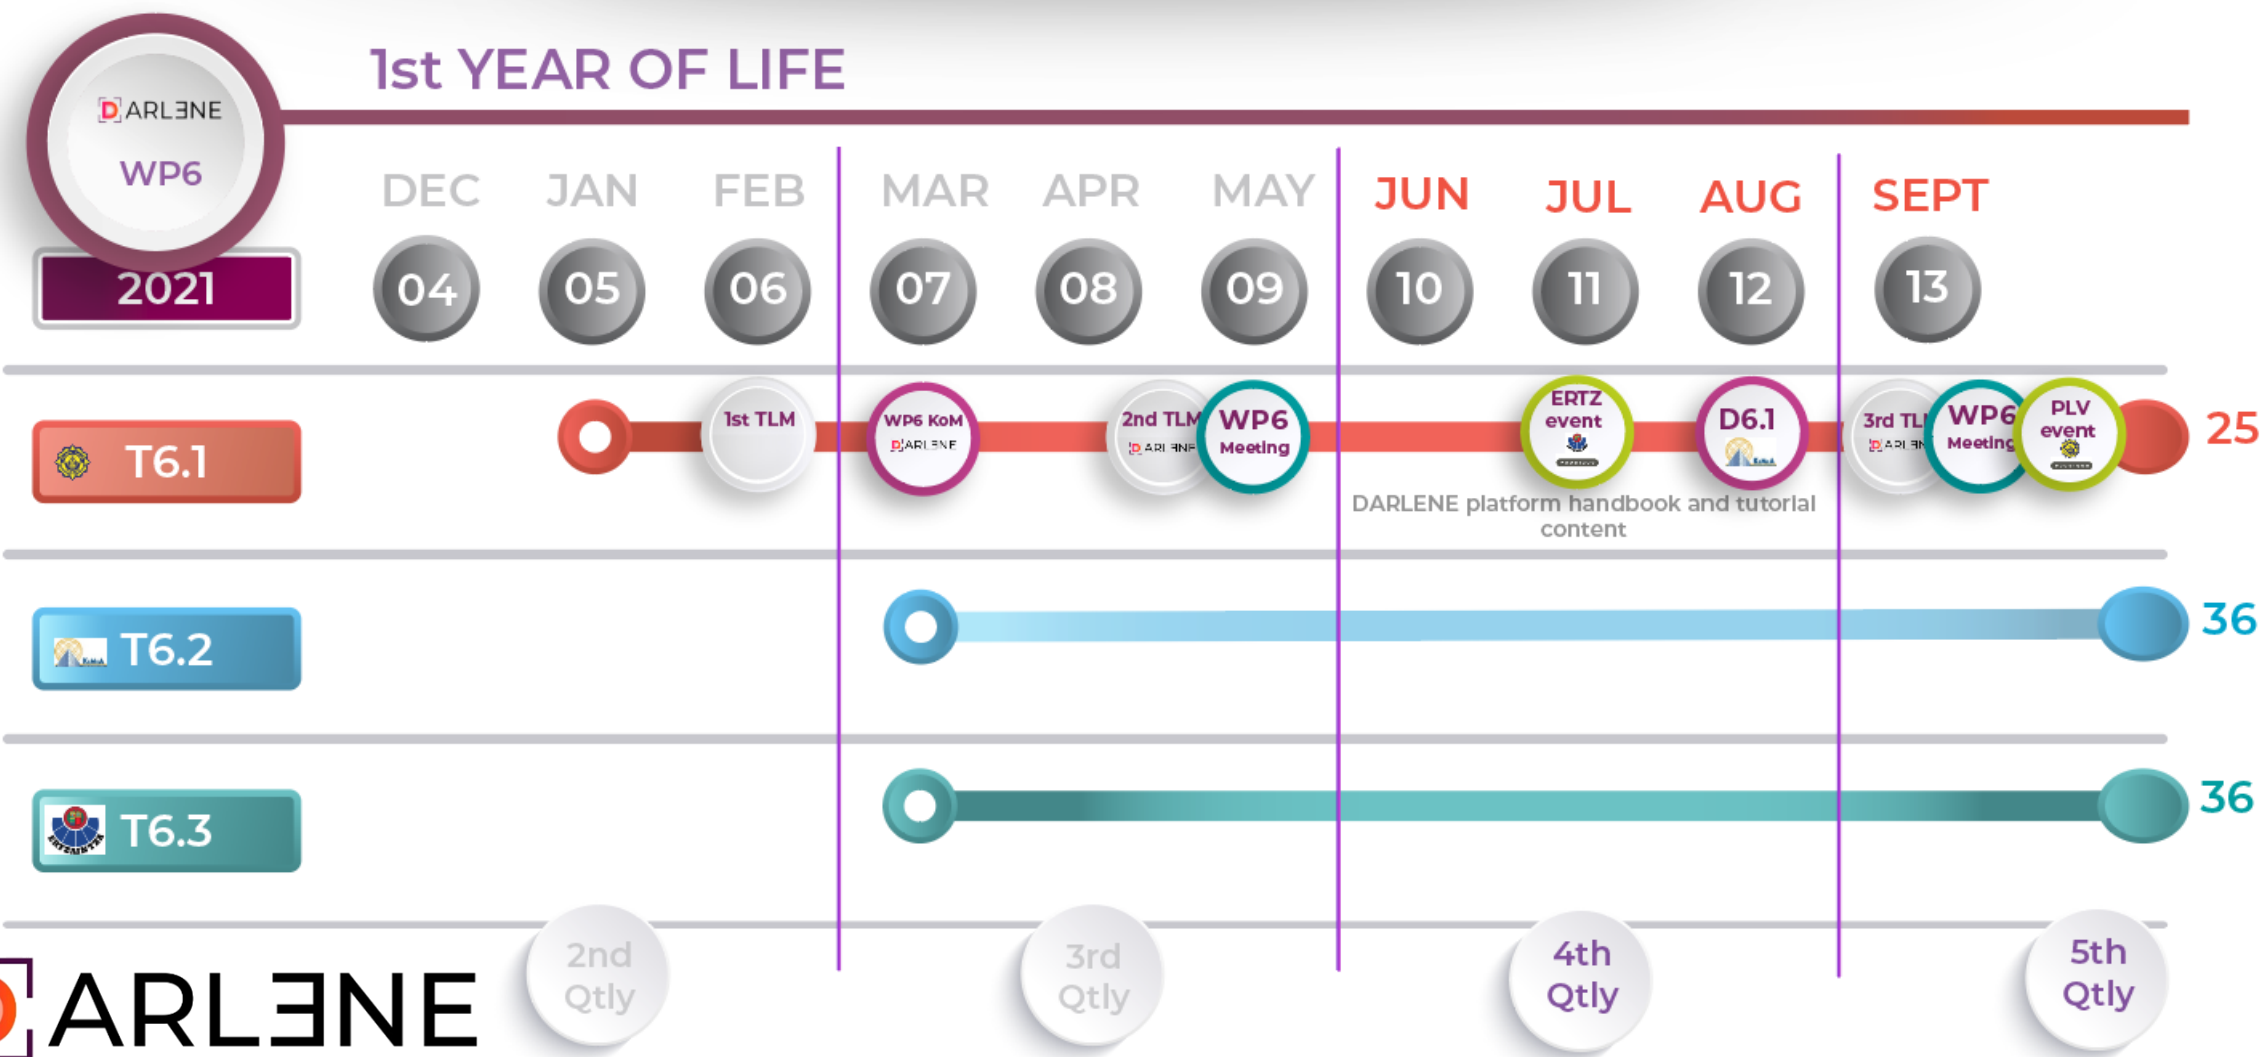 1st YEAR OF LIFE
DARLENE
WP6
DEC JAN FEB MAR APR MAY JUN JUL AUG SEPT
2021 04 05 06 07 08 09 10 11 12 13
T6.1
1st TLM
WP6 KoM
DARLENE
2nd TLM
WP6
Meeting
ERTZ
event
D6.1
3rd TL
WP6
Meeting
PLV
event
25
DARLENE platform handbook and tutorial
content
T6.2 36
T6.3 36
2nd
Qtly
3rd
Qtly
4th
Qtly
5th
Qtly
DARLENE